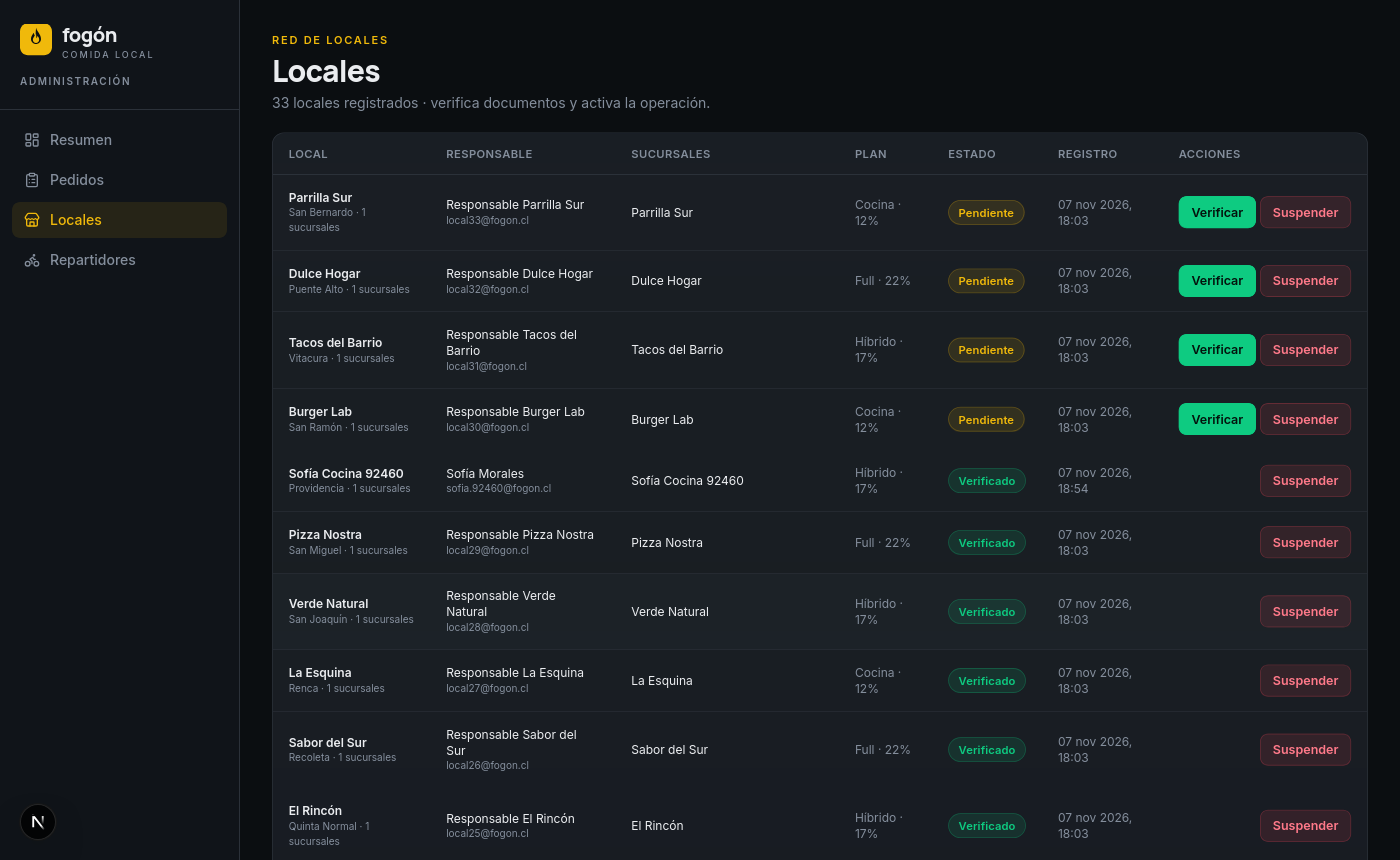 fogón
COMIDA LOCAL
ADMINISTRACIÓN
Resumen
Pedidos
Locales
Repartidores
RED DE LOCALES
Locales
33 locales registrados · verifica documentos y activa la operación.
LOCAL RESPONSABLE SUCURSALES PLAN ESTADO REGISTRO ACCIONES
Parrilla Sur
San Bernardo · 1
sucursales
Responsable Parrilla Sur
local33@fogon.cl
Parrilla Sur
Cocina ·
12%
Pendiente
07 nov 2026,
18:03
Verificar Suspender
Dulce Hogar
Puente Alto · 1 sucursales
Responsable Dulce Hogar
local32@fogon.cl
Dulce Hogar
Full · 22%
Pendiente
07 nov 2026,
18:03
Verificar Suspender
Tacos del Barrio
Vitacura · 1 sucursales
Responsable Tacos del
Barrio
local31@fogon.cl
Tacos del Barrio
Híbrido ·
17%
Pendiente
07 nov 2026,
18:03
Verificar Suspender
Burger Lab
San Ramón · 1 sucursales
Responsable Burger Lab
local30@fogon.cl
Burger Lab
Cocina ·
12%
Pendiente
07 nov 2026,
18:03
Verificar Suspender
Sofía Cocina 92460
Providencia · 1 sucursales
Sofía Morales
sofia.92460@fogon.cl
Sofía Cocina 92460
Híbrido ·
17%
Verificado
07 nov 2026,
18:54
Suspender
Pizza Nostra
San Miguel · 1 sucursales
Responsable Pizza Nostra
local29@fogon.cl
Pizza Nostra
Full · 22%
Verificado
07 nov 2026,
18:03
Suspender
Verde Natural
San Joaquín · 1 sucursales
Responsable Verde
Natural
local28@fogon.cl
Verde Natural
Híbrido ·
17%
Verificado
07 nov 2026,
18:03
Suspender
La Esquina
Renca · 1 sucursales
Responsable La Esquina
local27@fogon.cl
La Esquina
Cocina ·
12%
Verificado
07 nov 2026,
18:03
Suspender
Sabor del Sur
Recoleta · 1 sucursales
Responsable Sabor del
Sur
local26@fogon.cl
Sabor del Sur
Full · 22%
Verificado
07 nov 2026,
18:03
Suspender
El Rincón
Quinta Normal · 1
sucursales
Responsable El Rincón
local25@fogon.cl
El Rincón
Híbrido ·
17%
Verificado
07 nov 2026,
18:03
Suspender
N